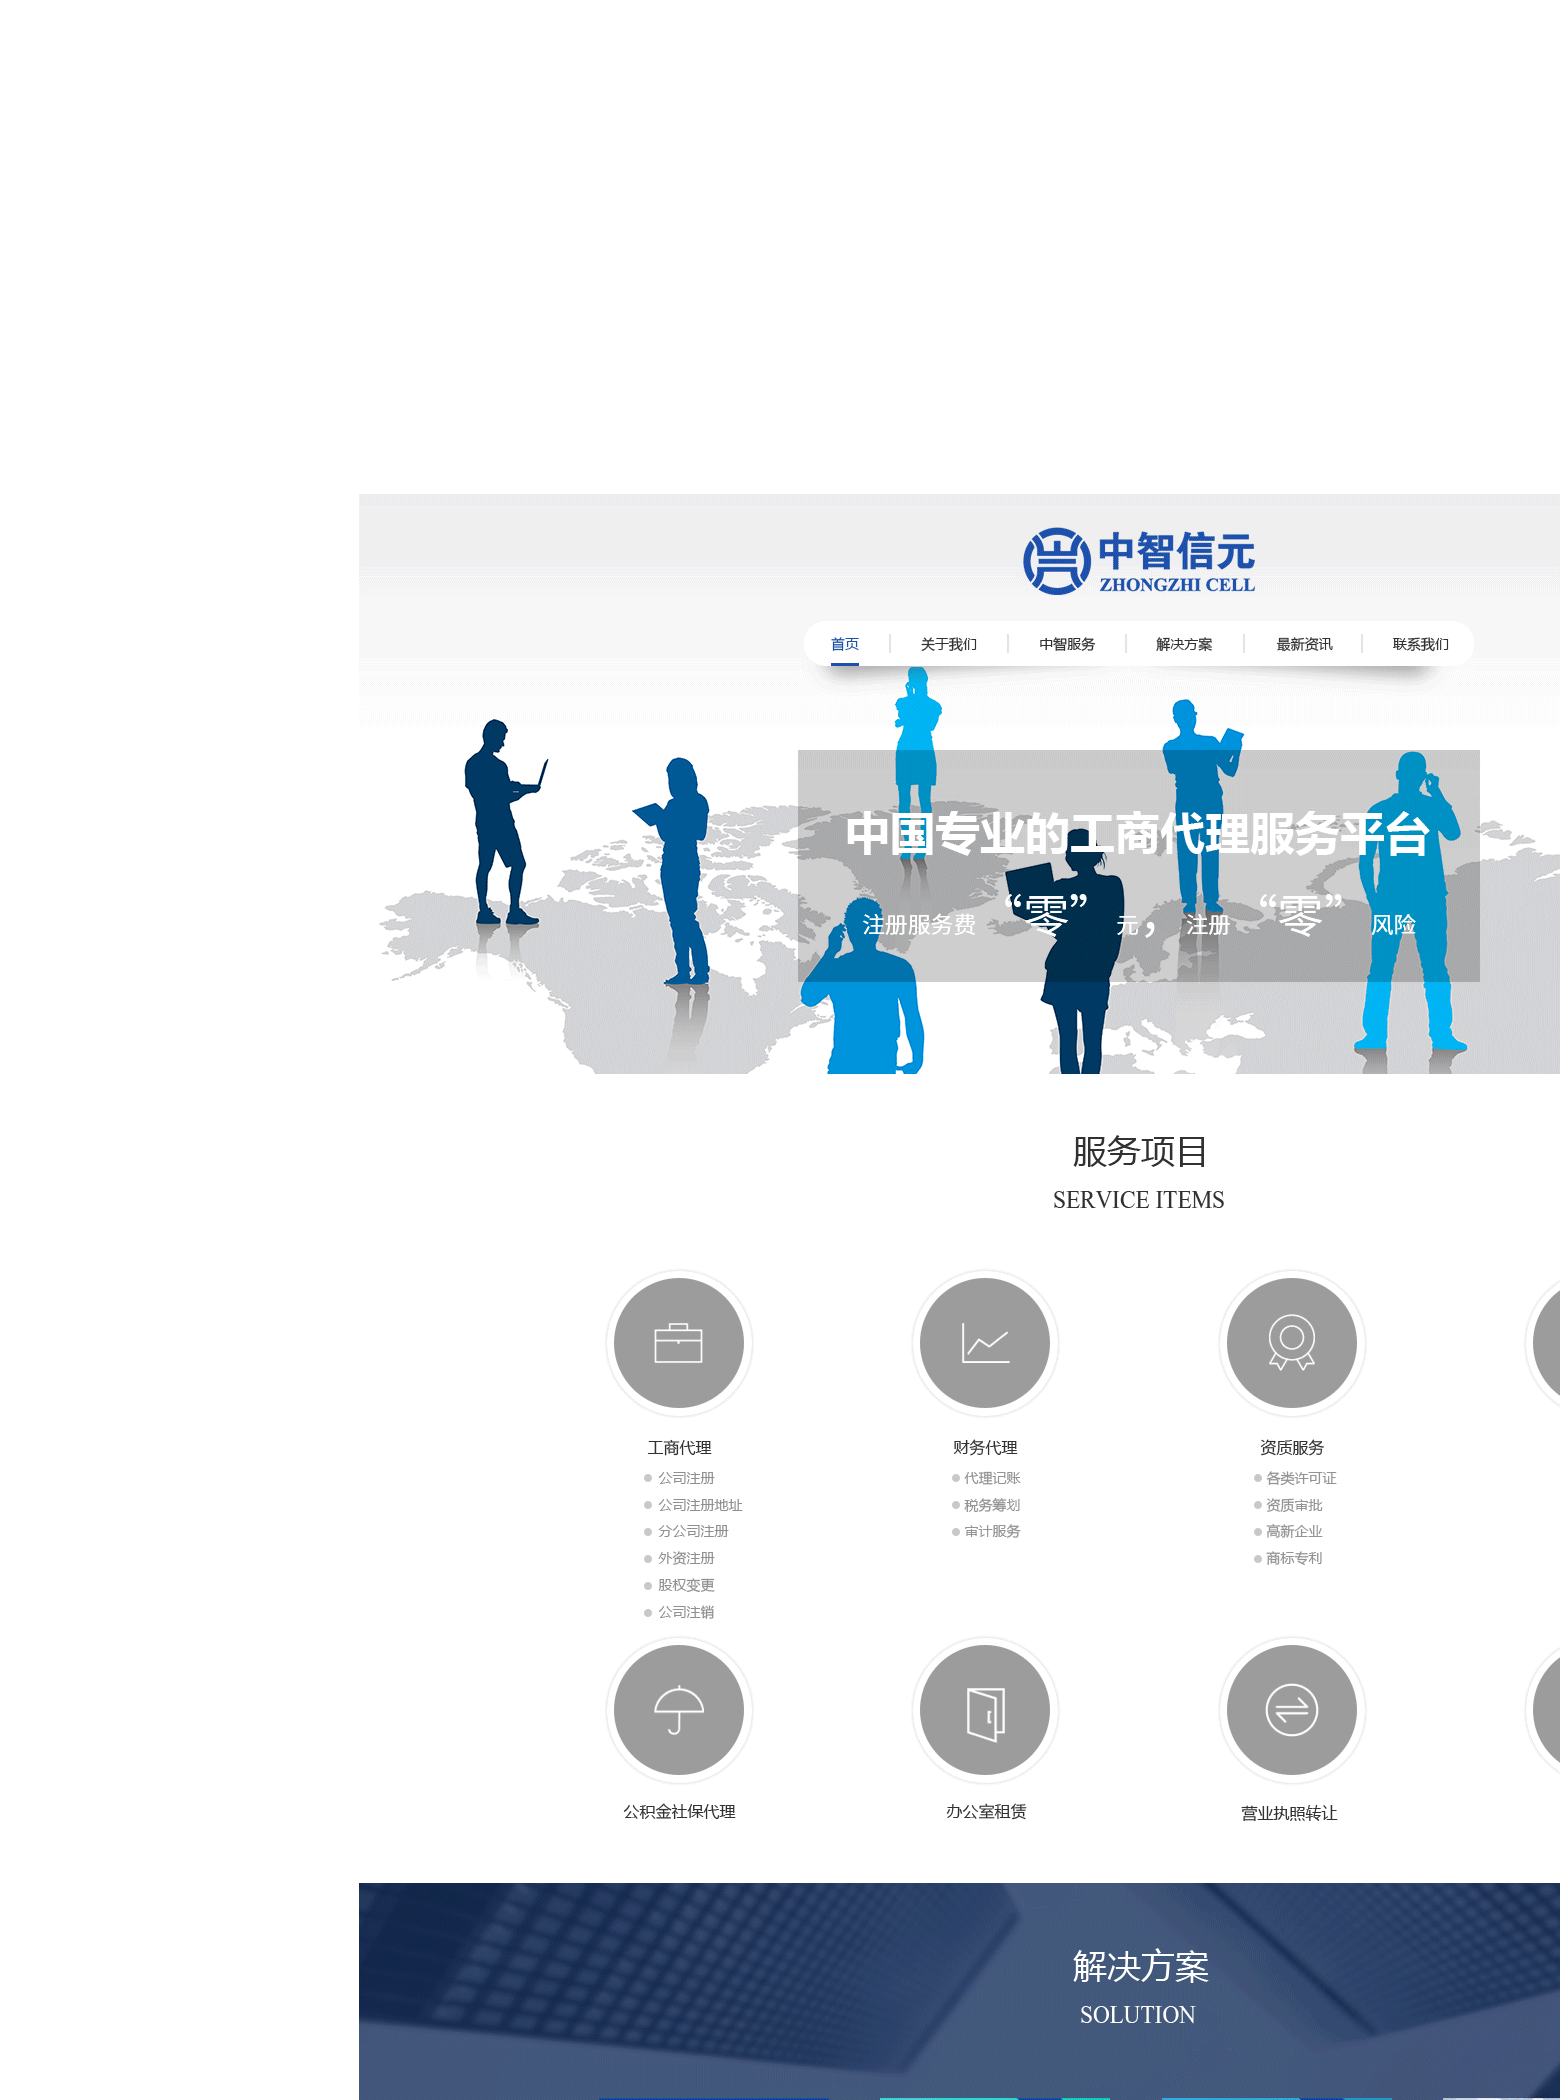 中智信元
ZHONGZHI CELL
首页 关于我们 中智服务 解决方案 最新资讯 联系我们
中国专业的工商代理服务平台
注册服务费 “零” 元， 注册 “零” 风险
服务项目
SERVICE ITEMS
工商代理
公司注册
公司注册地址
分公司注册
外资注册
股权变更
公司注销
财务代理
代理记账
税务筹划
审计服务
资质服务
各类许可证
资质审批
高新企业
商标专利
公积金社保代理
办公室租赁
营业执照转让
解决方案
SOLUTION